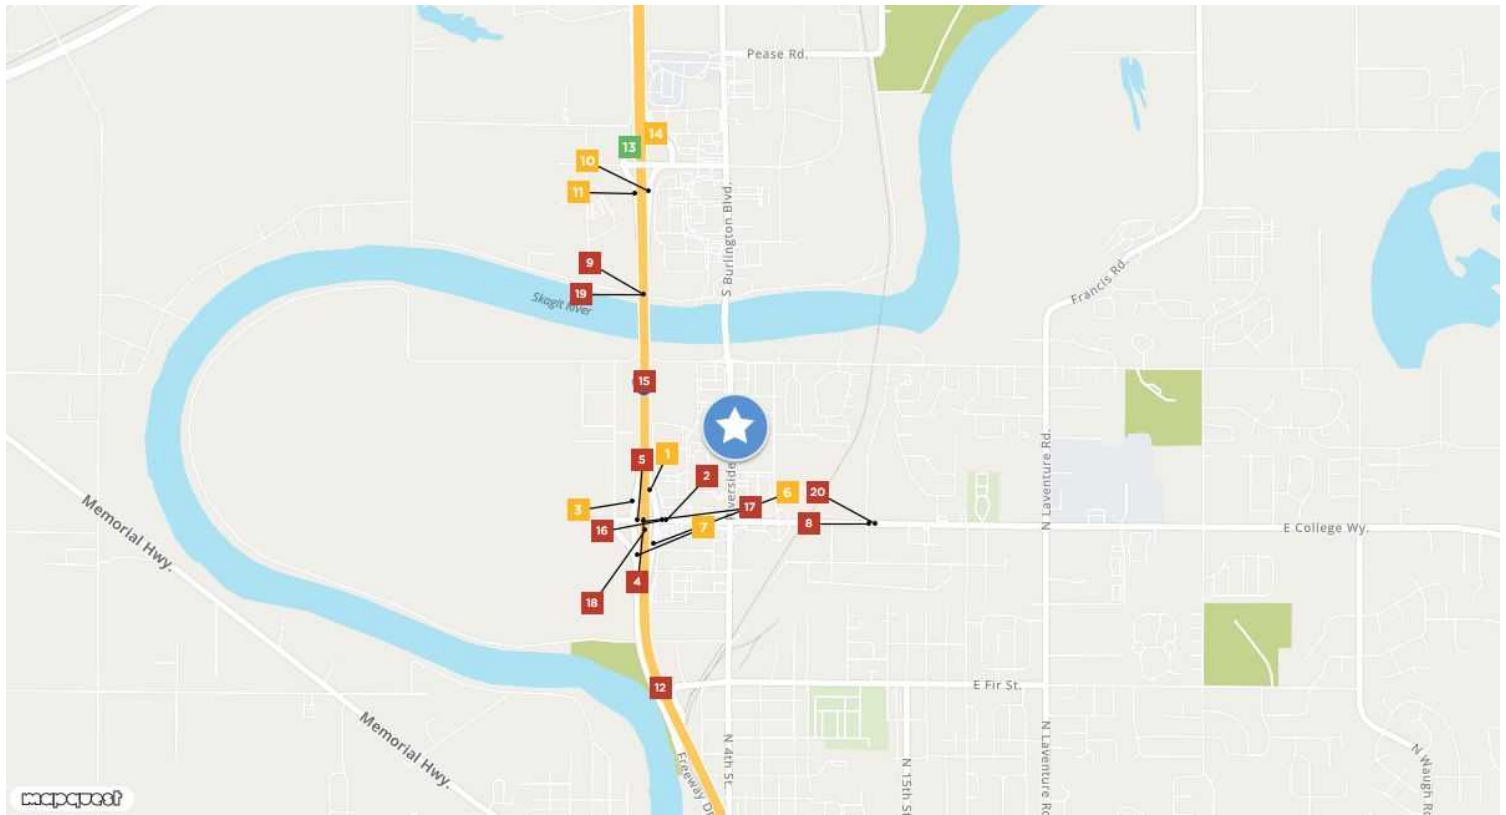 Pease Rd.
14
13
10
11
S Burlington Blvd.
9
19
Skagit River
Francis Rd.
15
5
1
2
3
6
20
17
16
7
8
Riverside
N Laventure Rd.
E College Wy.
Memorial Hwy.
4
18
12
E Fir St.
Memorial Hwy.
N 4th St.
Freeway Dr
N 15th St
N Laventure Rd
N Waugh Rd
mapquest